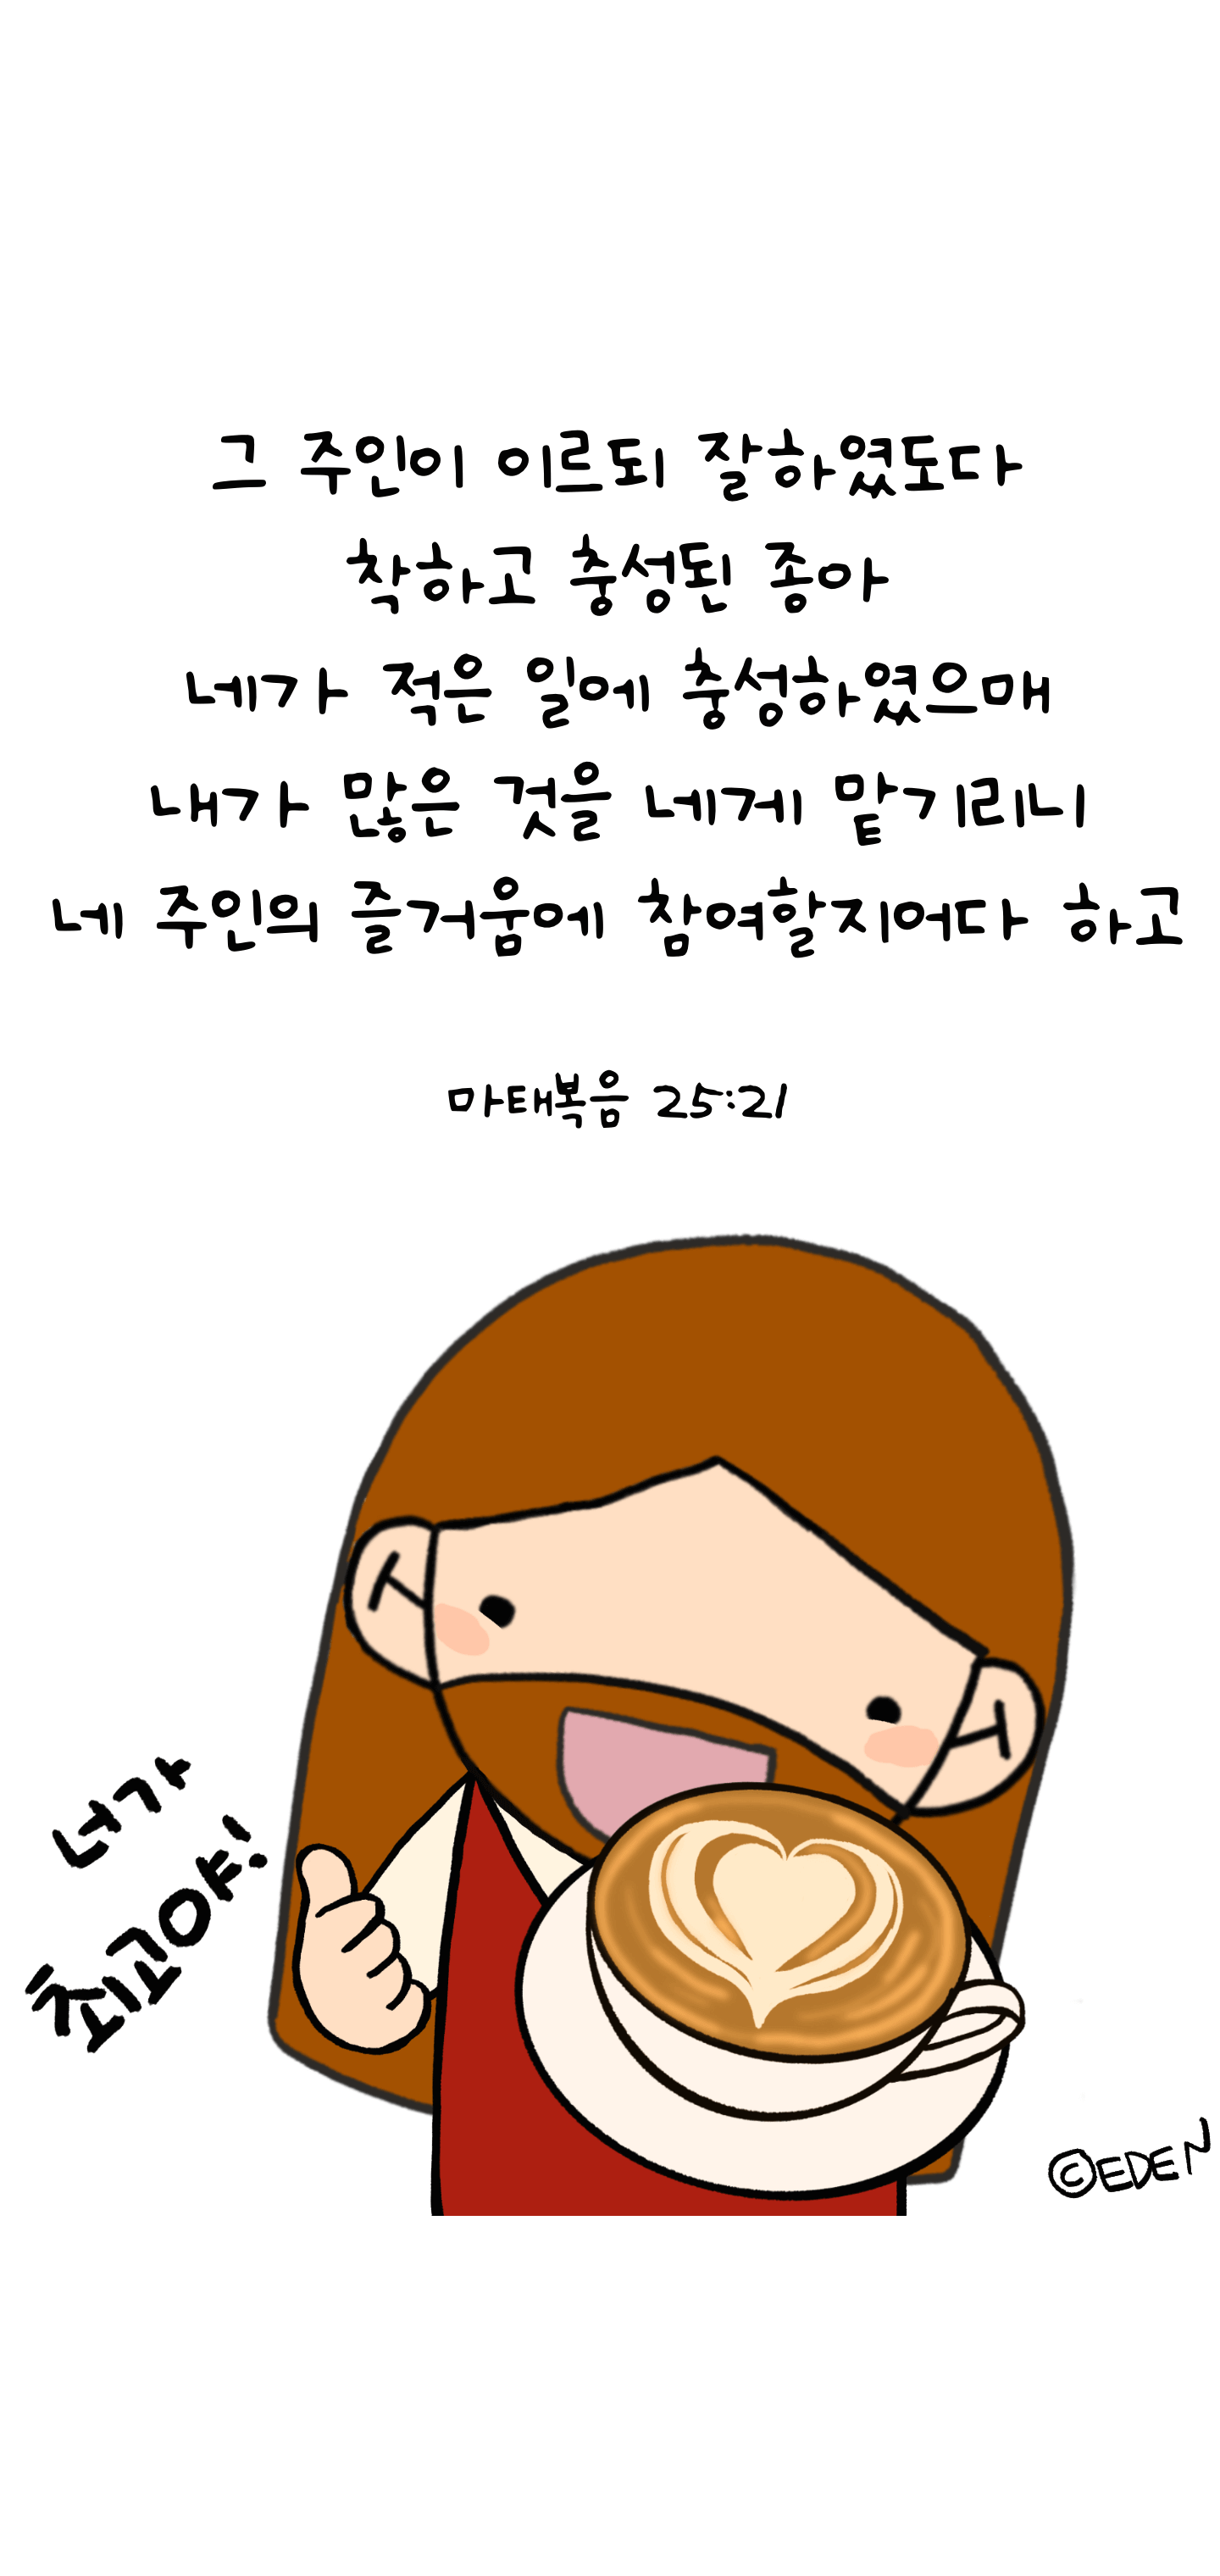 그 주인이 이르되 잘하였도다
착하고 충성된 종아
네가 적은 일에 충성하였으매
내가 많은 것을 네게 맡기리니
네 주인의 즐거움에 참여할지어다 하고
마태복음 25:21
너가
최고야!
©EDEN